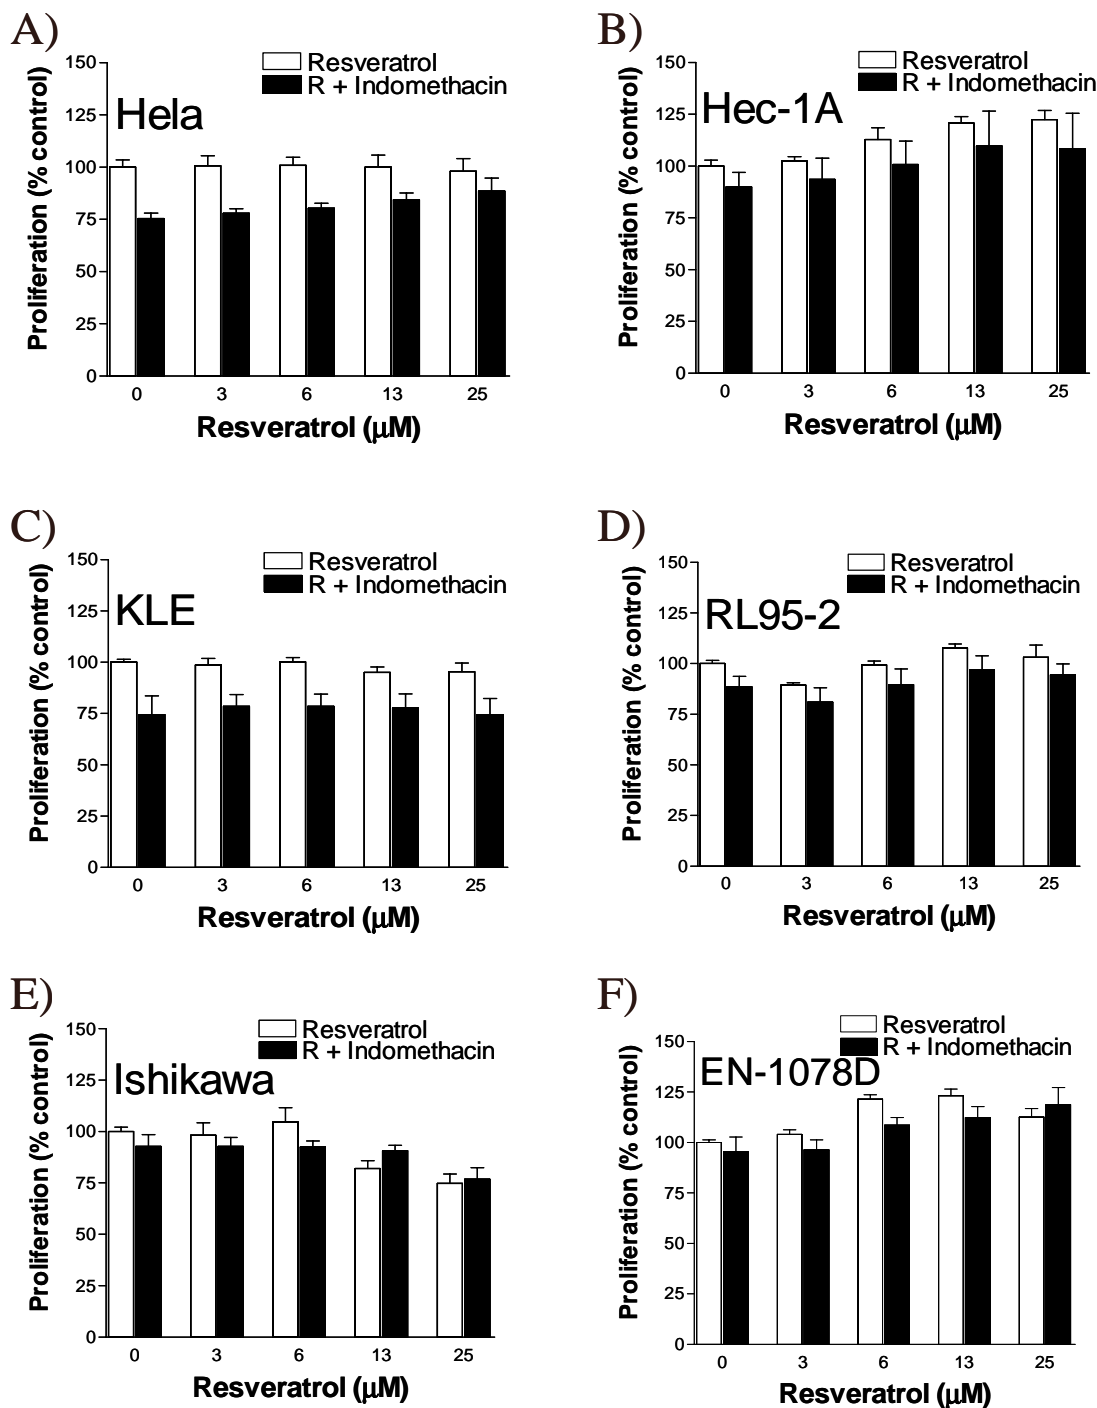 A)
Resveratrol
R + Indomethacin
Hela
Proliferation (% control)
150
125
100
75
50
25
0
0 3 6 13 25
Resveratrol (μM)
B)
Resveratrol
R + Indomethacin
Hec-1A
Proliferation (% control)
150
125
100
75
50
25
0
0 3 6 13 25
Resveratrol (μM)
C)
Resveratrol
R + Indomethacin
KLE
Proliferation (% control)
150
125
100
75
50
25
0
0 3 6 13 25
Resveratrol (μM)
D)
Resveratrol
R + Indomethacin
RL95-2
Proliferation (% control)
150
125
100
75
50
25
0
0 3 6 13 25
Resveratrol (μM)
E)
Resveratrol
R + Indomethacin
Ishikawa
Proliferation (% control)
150
125
100
75
50
25
0
0 3 6 13 25
Resveratrol (μM)
F)
Resveratrol
R + Indomethacin
EN-1078D
Proliferation (% control)
150
125
100
75
50
25
0
0 3 6 13 25
Resveratrol (μM)